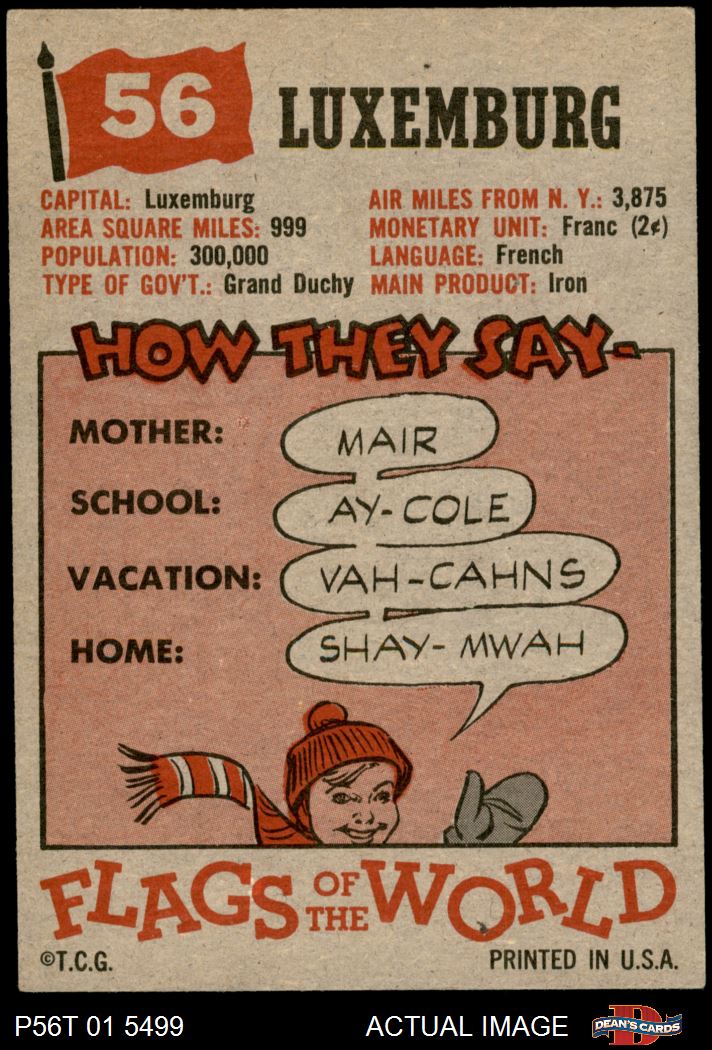 56 LUXEMBURG
CAPITAL: Luxemburg
AREA SQUARE MILES: 999
POPULATION: 300,000
TYPE OF GOV'T.: Grand Duchy
AIR MILES FROM N. Y.: 3,875
MONETARY UNIT: Franc (2¢)
LANGUAGE: French
MAIN PRODUCT: Iron
HOW THEY SAY-
MOTHER: MAIR
SCHOOL: AY-COLE
VACATION: VAH-CAHNS
HOME: SHAY-MWAH
FLAGS OF THE WORLD
©T.C.G. PRINTED IN U.S.A.
P56T 01 5499 ACTUAL IMAGE D DEAN'S CARDS